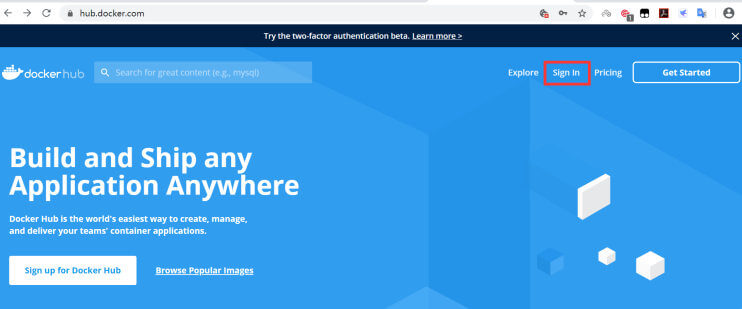 hub.docker.com
Try the two-factor authentication beta. Learn more >
docker hub
Search for great content (e.g., mysql)
Explore
Sign In
Pricing
Get Started
Build and Ship any
Application Anywhere
Docker Hub is the world's easiest way to create, manage,
and deliver your teams' container applications.
Sign up for Docker Hub
Browse Popular Images